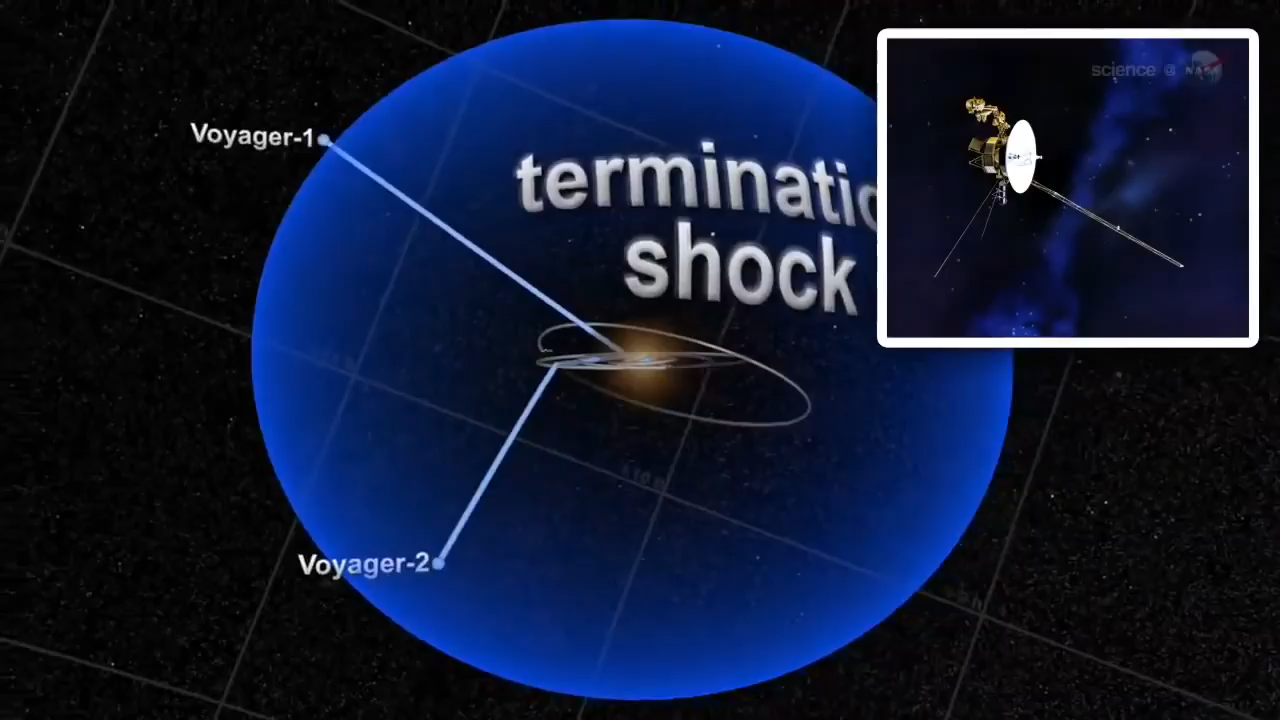 science @ NASA
Voyager-1
terminatio
shock
Voyager-2